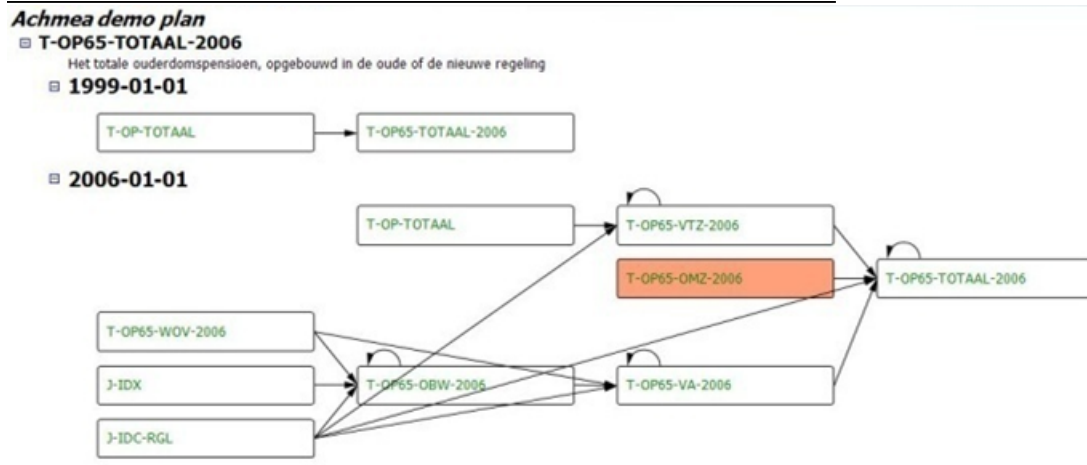 Achmea demo plan
T-OP65-TOTAAL-2006
Het totale ouderdomspensioen, opgebouwd in de oude of de nieuwe regeling
1999-01-01
T-OP-TOTAAL
T-OP65-TOTAAL-2006
2006-01-01
T-OP-TOTAAL
T-OP65-VTZ-2006
T-OP65-OMZ-2006
T-OP65-TOTAAL-2006
T-OP65-WOV-2006
J-IDX
T-OP65-OBW-2006
T-OP65-VA-2006
J-IDC-RGL